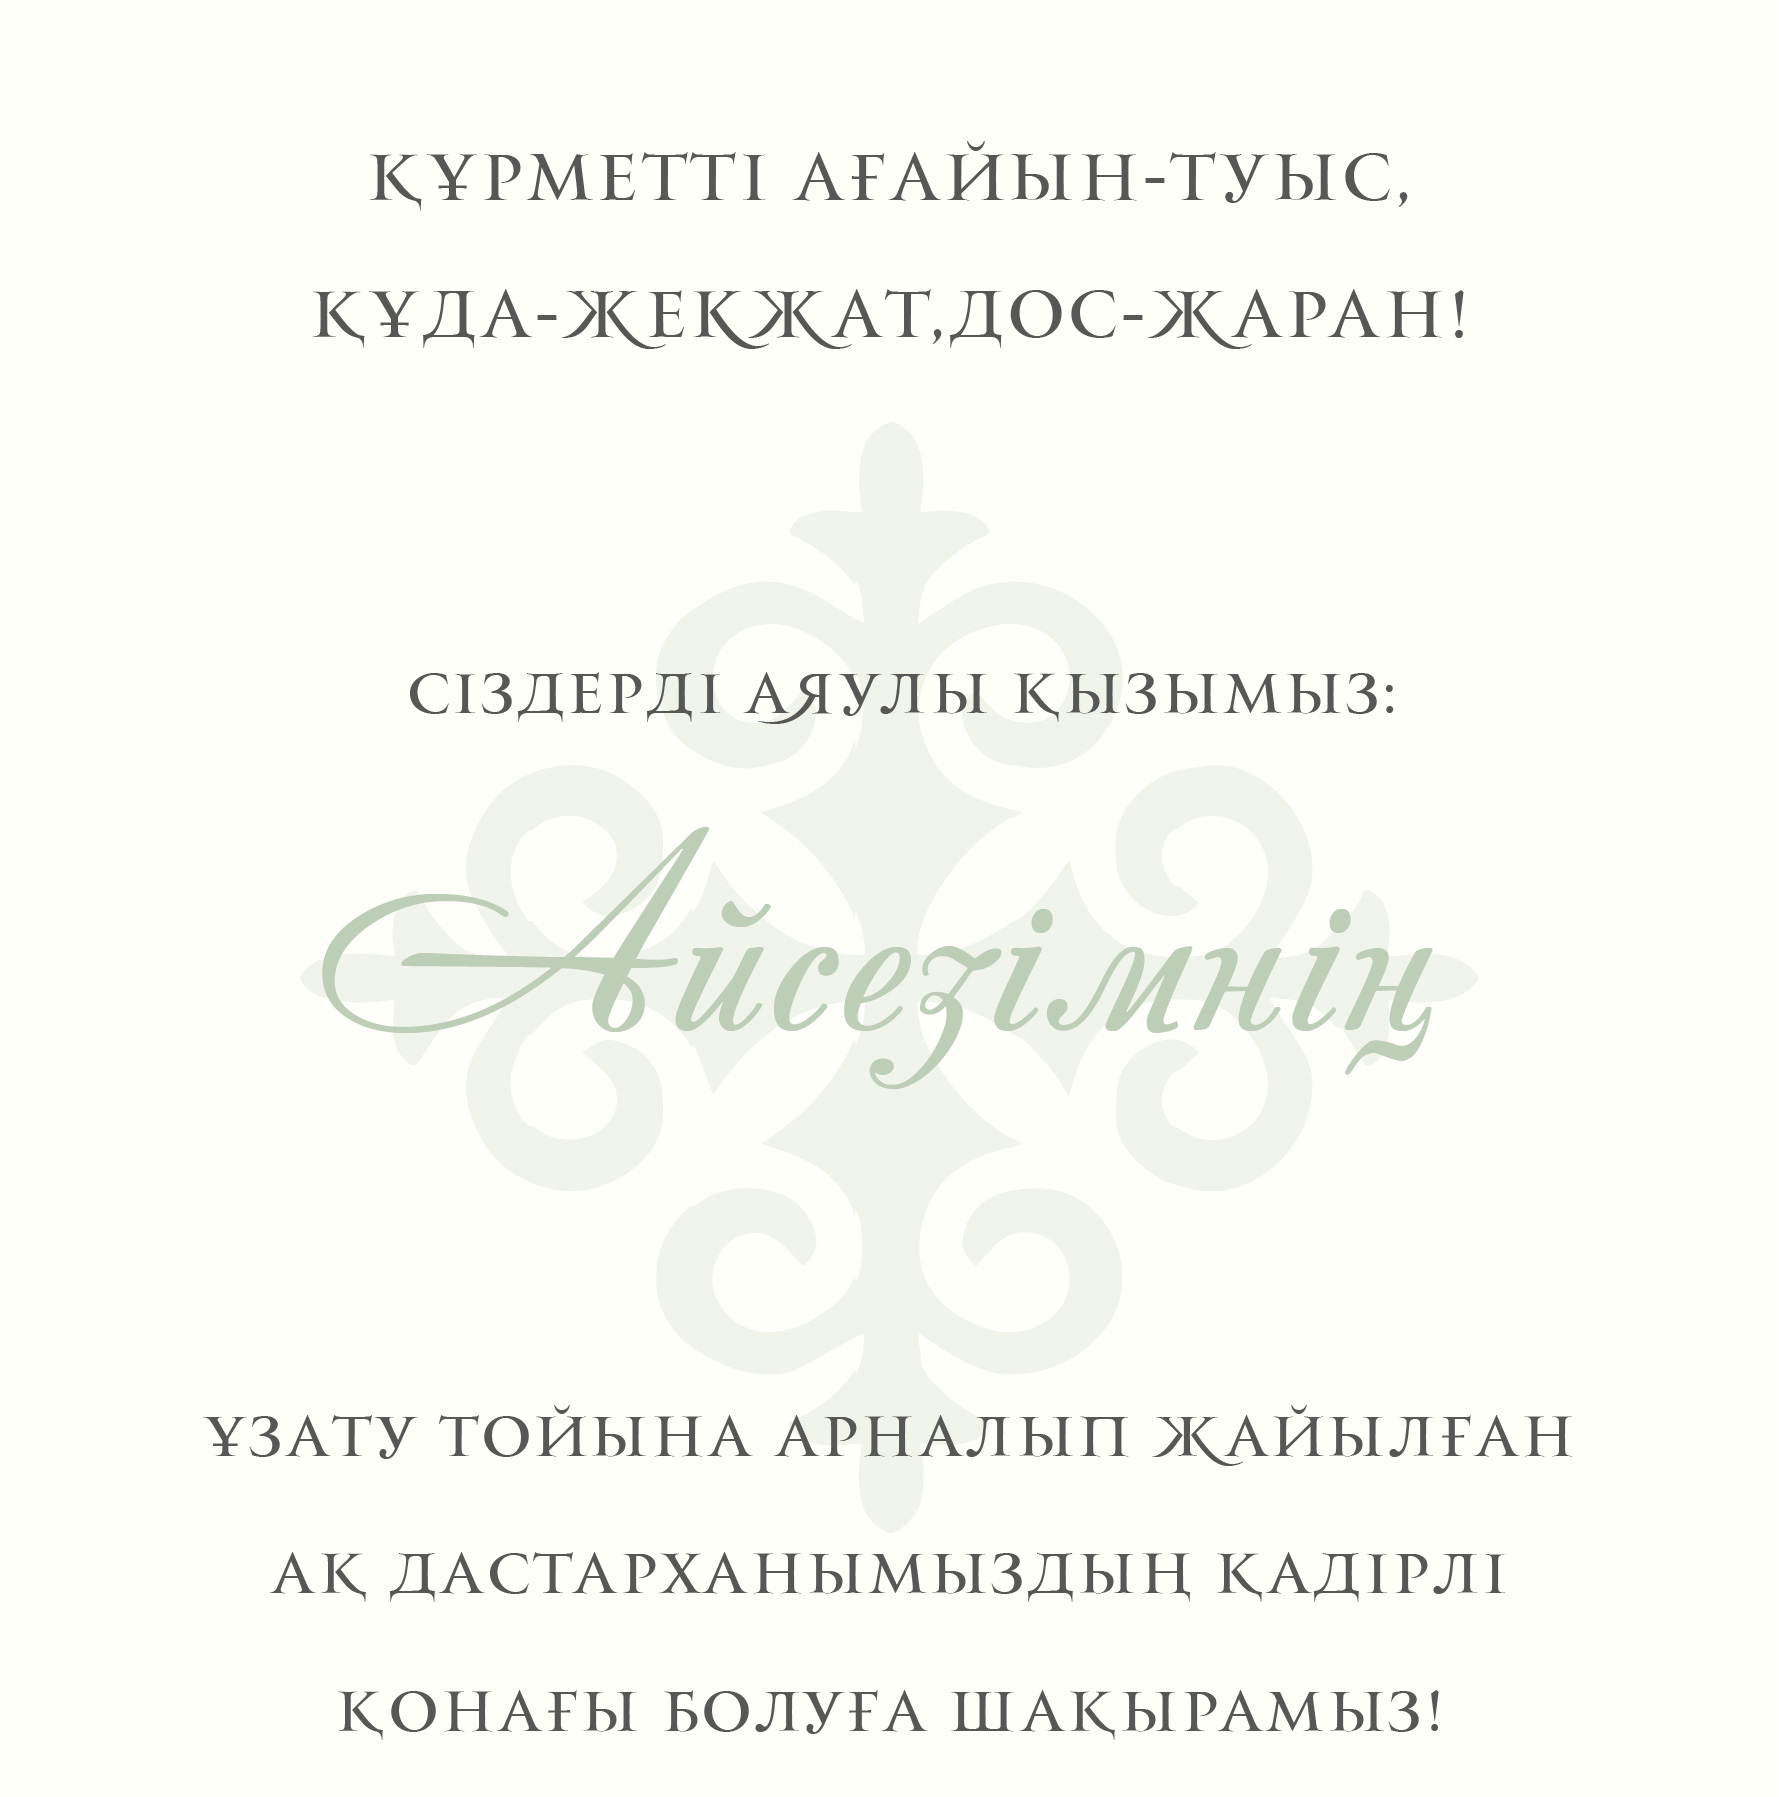 ҚҰРМЕТТІ АҒАЙЫН-ТУЫС,
ҚҰДА-ЖЕКЖАТ,ДОС-ЖАРАН!
СІЗДЕРДІ АЯУЛЫ ҚЫЗЫМЫЗ:
Айсезімнің
ҰЗАТУ ТОЙЫНА АРНАЛЫП ЖАЙЫЛҒАН
АҚ ДАСТАРХАНЫМЫЗДЫҢ ҚАДІРЛІ
ҚОНАҒЫ БОЛУҒА ШАҚЫРАМЫЗ!